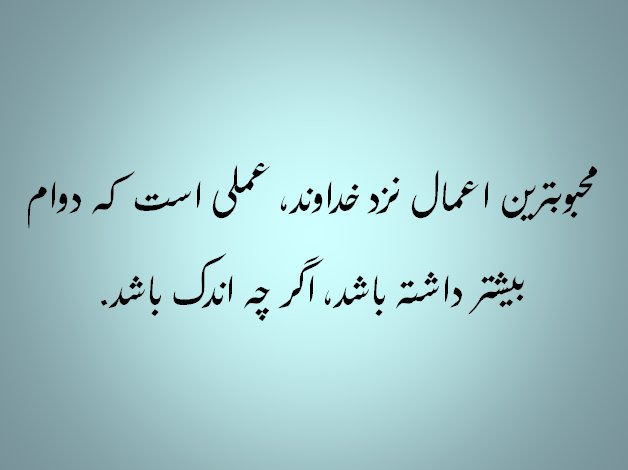 محبوبترین اعمال نزد خداوند، عملی است که دوام
بیشتر داشته باشد، اگر چه اندک باشد.